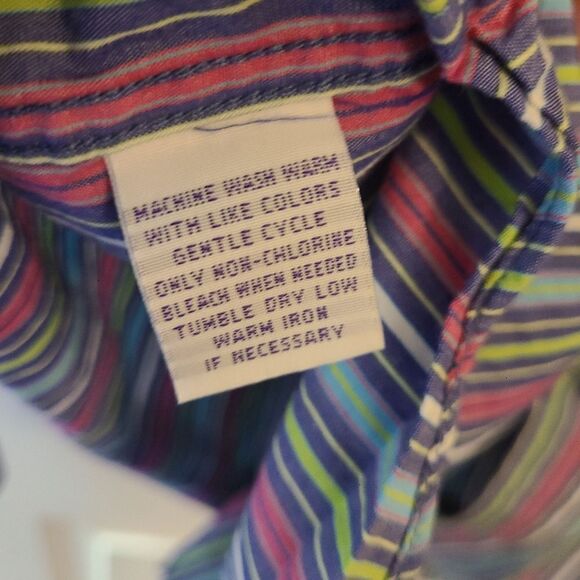 MACHINE WASH WARM
WITH LIKE COLORS
GENTLE CYCLE
ONLY NON-CHLORINE
BLEACH WHEN NEEDED
TUMBLE DRY LOW
WARM IRON
IF NECESSARY